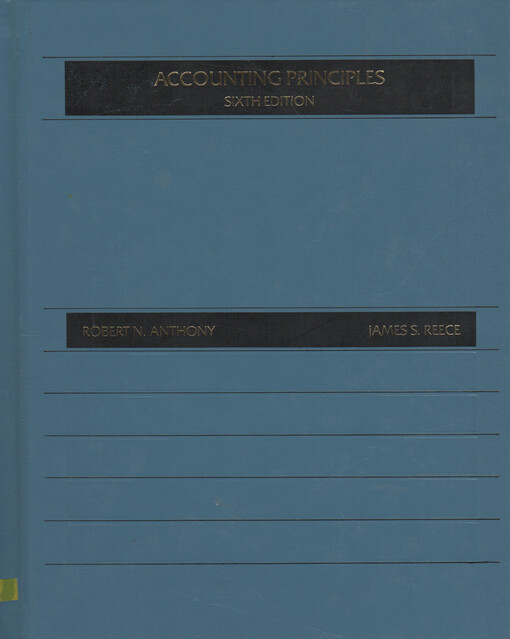 ACCOUNTING PRINCIPLES
SIXTH EDITION
ROBERT N. ANTHONY JAMES S. REECE